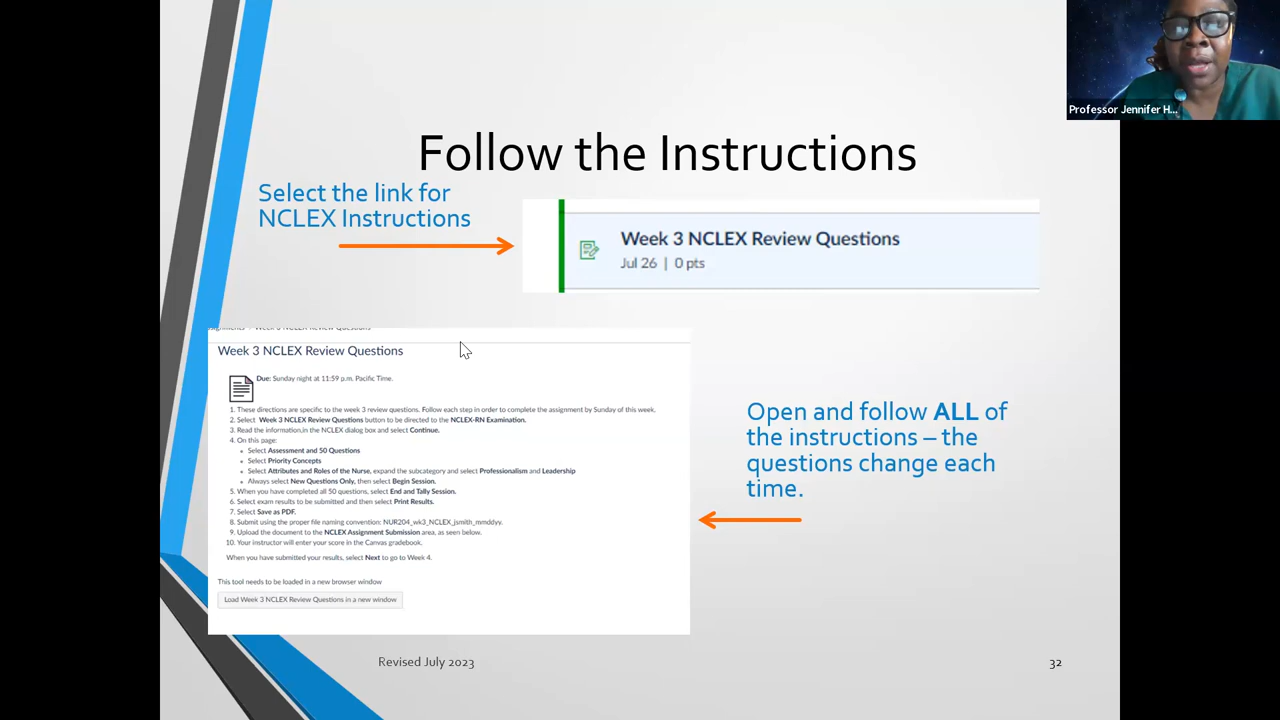 Professor Jennifer H...
Follow the Instructions
Select the link for
NCLEX Instructions
Week 3 NCLEX Review Questions
Jul 26 | 0 pts
Week 3 NCLEX Review Questions
Week 3 NCLEX Review Questions
Due: Sunday night at 11:59 p.m. Pacific Time.
1. These directions are specific to the week 3 review questions. Follow each step in order to complete the assignment by Sunday of this week.
2. Select Week 3 NCLEX Review Questions button to be directed to the NCLEX-RN Examination.
3. Read the information,in the NCLEX dialog box and select Continue.
4. On this page:
Select Assessment and 50 Questions
Select Priority Concepts
Select Attributes and Roles of the Nurse, expand the subcategory and select Professionalism and Leadership
Always select New Questions Only, then select Begin Session.
5. When you have completed all 50 questions, select End and Tally Session.
6. Select exam results to be submitted and then select Print Results.
7. Select Save as PDF.
8. Submit using the proper file naming convention: NUR204_wk3_NCLEX_jsmith_mmddyy.
9. Upload the document to the NCLEX Assignment Submission area, as seen below.
10. Your instructor will enter your score in the Canvas gradebook.
When you have submitted your results, select Next to go to Week 4.
This tool needs to be loaded in a new browser window
Load Week 3 NCLEX Review Questions in a new window
Open and follow ALL of
the instructions – the
questions change each
time.
Revised July 2023
32